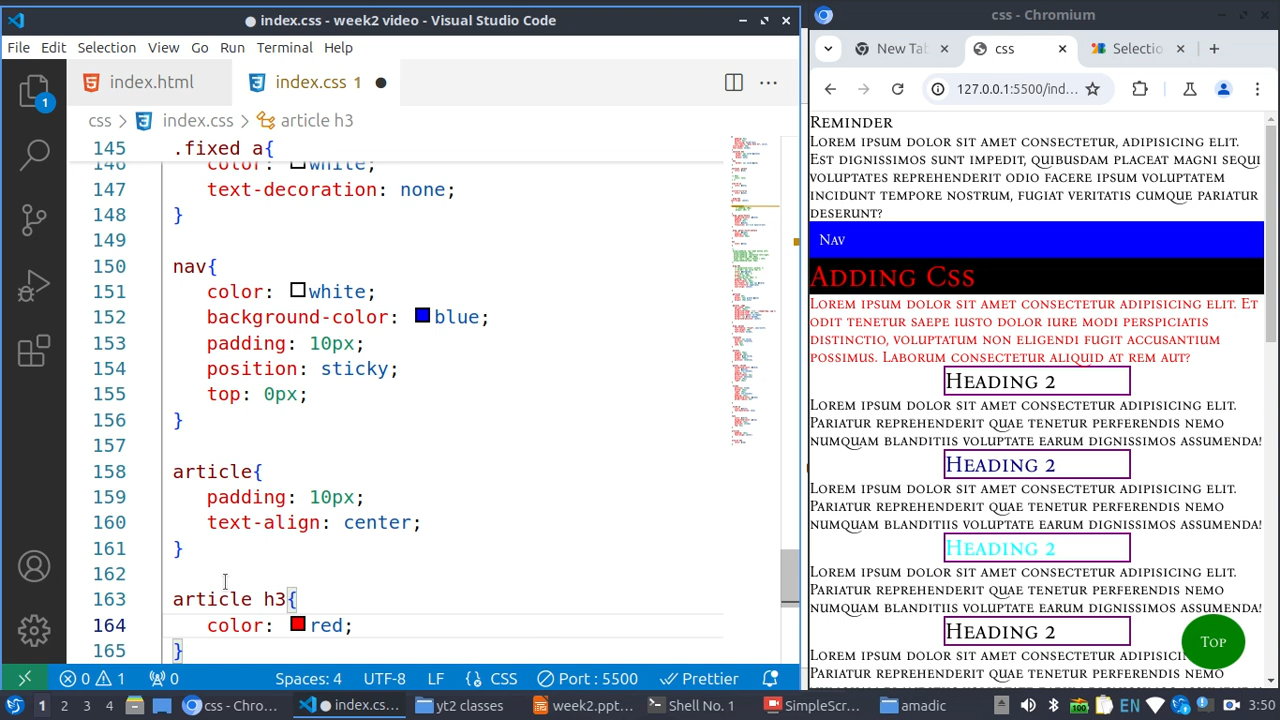 index.css - week2 video - Visual Studio Code
File Edit Selection View Go Run Terminal Help
index.html
index.css 1
css > index.css > article h3
145 .fixed a{
146 color: white;
147 text-decoration: none;
148 }
149
150 nav{
151 color: white;
152 background-color: blue;
153 padding: 10px;
154 position: sticky;
155 top: 0px;
156 }
157
158 article{
159 padding: 10px;
160 text-align: center;
161 }
162
163 article h3{
164 color: red;
165 }
1
0 1 0 Spaces: 4 UTF-8 LF {} CSS Port : 5500 Prettier
css - Chromium
New Tab
css
Selectio
127.0.0.1:5500/ind...
Reminder
Lorem ipsum dolor sit amet consectetur, adipisicing elit.
Est dignissimos sunt impedit, quibusdam placeat magni sequi
voluptates reprehenderit odio facere ipsum voluptatem
incidunt tempore nostrum fugiat veritatis cumque pariatur
deserunt?
Nav
Adding Css
Lorem ipsum dolor sit amet consectetur adipisicing elit. Et
odit tenetur saepe iusto dolor iure modi perspiciatis
distinctio, voluptatum non eligendi fugit accusantium
possimus. Laborum consectetur aliquid at rem aut?
Heading 2
Lorem ipsum dolor sit amet consectetur adipisicing elit.
Pariatur reprehenderit quae tenetur perferendis nemo
numquam blanditiis voluptate earum dignissimos assumenda!
Heading 2
Lorem ipsum dolor sit amet consectetur adipisicing elit.
Pariatur reprehenderit quae tenetur perferendis nemo
numquam blanditiis voluptate earum dignissimos assumenda!
Heading 2
Lorem ipsum dolor sit amet consectetur adipisicing elit.
Pariatur reprehenderit quae tenetur perferendis nemo
numquam blanditiis voluptate earum dignissimos assumenda!
Heading 2
Lorem ipsum dolor sit amet consectetur adipisici
Pariatur reprehenderit quae tenetur perferendis
Top
1 2 3 4 css - Chro... index.cs... yt2 classes week2.ppt... Shell No. 1 SimpleScr... amadic 100 EN 3:50